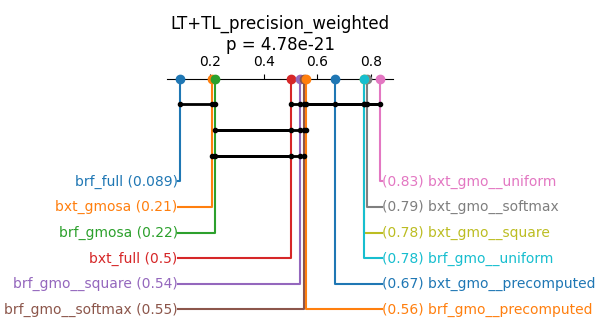 LT+TL_precision_weighted
p = 4.78e-21
0.2 0.4 0.6 0.8
brf_full (0.089) (0.83) bxt_gmo__uniform
bxt_gmosa (0.21) (0.79) bxt_gmo__softmax
brf_gmosa (0.22) (0.78) bxt_gmo__square
bxt_full (0.5) (0.78) brf_gmo__uniform
brf_gmo__square (0.54) (0.67) bxt_gmo__precomputed
brf_gmo__softmax (0.55) (0.56) brf_gmo__precomputed